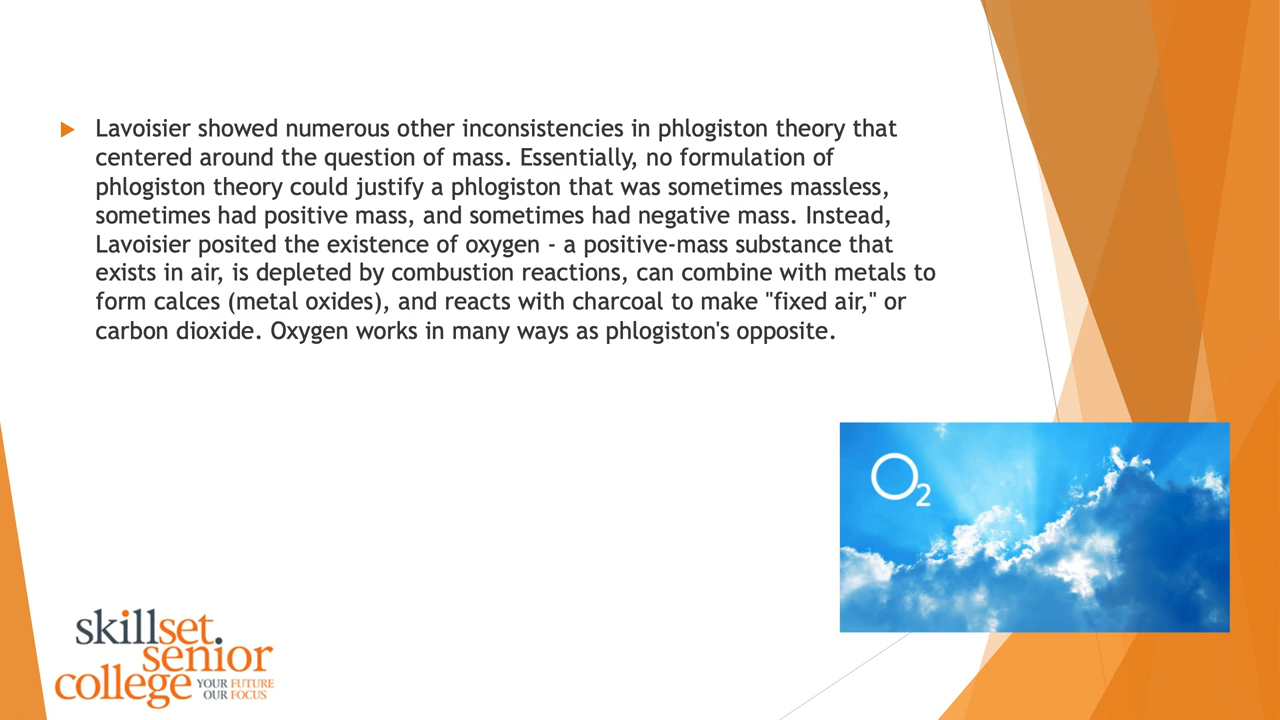 Lavoisier showed numerous other inconsistencies in phlogiston theory that
centered around the question of mass. Essentially, no formulation of
phlogiston theory could justify a phlogiston that was sometimes massless,
sometimes had positive mass, and sometimes had negative mass. Instead,
Lavoisier posited the existence of oxygen - a positive-mass substance that
exists in air, is depleted by combustion reactions, can combine with metals to
form calces (metal oxides), and reacts with charcoal to make "fixed air," or
carbon dioxide. Oxygen works in many ways as phlogiston's opposite.
O2
skillset.
senior
college
YOUR FUTURE
OUR FOCUS